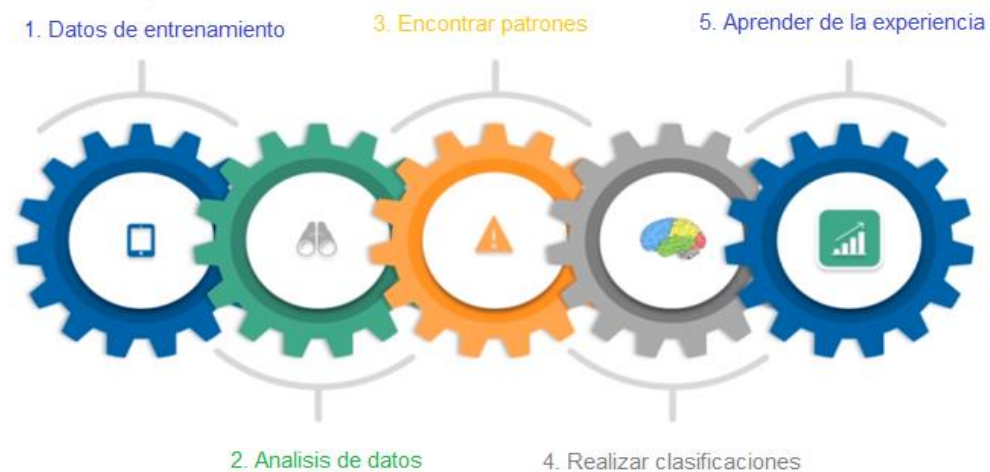 1. Datos de entrenamiento
2. Analisis de datos
3. Encontrar patrones
4. Realizar clasificaciones
5. Aprender de la experiencia